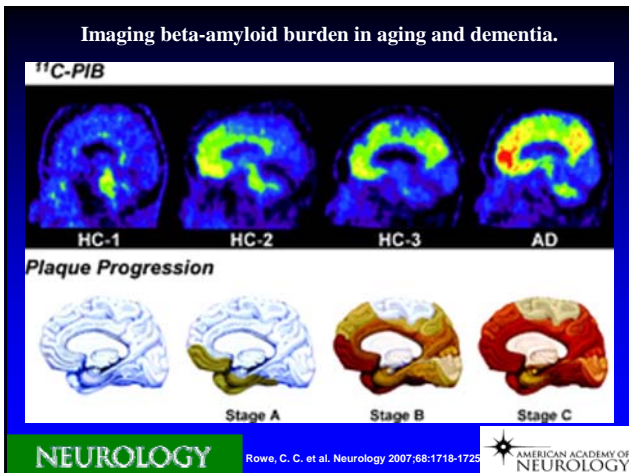 Imaging beta-amyloid burden in aging and dementia.
11C-PIB
HC-1 HC-2 HC-3 AD
Plaque Progression
Stage A Stage B Stage C
NEUROLOGY
Rowe, C. C. et al. Neurology 2007;68:1718-1725
AMERICAN ACADEMY OF
NEUROLOGY